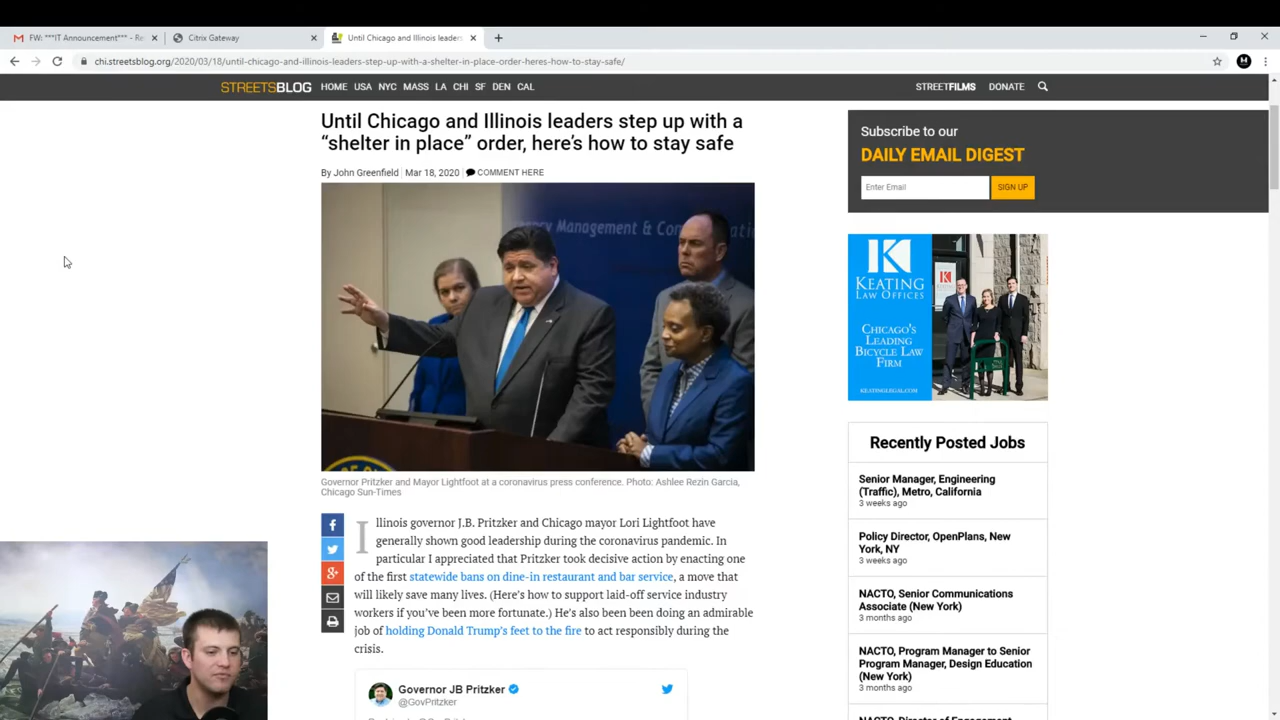 FW: ***IT Announcement*** - Re
Citrix Gateway
Until Chicago and Illinois leaders
chi.streetsblog.org/2020/03/18/until-chicago-and-illinois-leaders-step-up-with-a-shelter-in-place-order-heres-how-to-stay-safe/
STREETSBLOG HOME USA NYC MASS LA CHI SF DEN CAL STREETFILMS DONATE
Until Chicago and Illinois leaders step up with a
“shelter in place” order, here’s how to stay safe
By John Greenfield Mar 18, 2020 COMMENT HERE
Management & Co
Governor Pritzker and Mayor Lightfoot at a coronavirus press conference. Photo: Ashlee Rezin Garcia,
Chicago Sun-Times
Illinois governor J.B. Pritzker and Chicago mayor Lori Lightfoot have
generally shown good leadership during the coronavirus pandemic. In
particular I appreciated that Pritzker took decisive action by enacting one
of the first statewide bans on dine-in restaurant and bar service, a move that
will likely save many lives. (Here’s how to support laid-off service industry
workers if you’ve been more fortunate.) He’s also been been doing an admirable
job of holding Donald Trump’s feet to the fire to act responsibly during the
crisis.
Governor JB Pritzker
@GovPritzker
Subscribe to our
DAILY EMAIL DIGEST
Enter Email SIGN UP
K
KEATING
LAW OFFICES
CHICAGO'S
LEADING
BICYCLE LAW
FIRM
KEATINGLEGAL.COM
Recently Posted Jobs
Senior Manager, Engineering
(Traffic), Metro, California
3 weeks ago
Policy Director, OpenPlans, New
York, NY
3 weeks ago
NACTO, Senior Communications
Associate (New York)
3 months ago
NACTO, Program Manager to Senior
Program Manager, Design Education
(New York)
3 months ago
NACTO, Director of Engagement